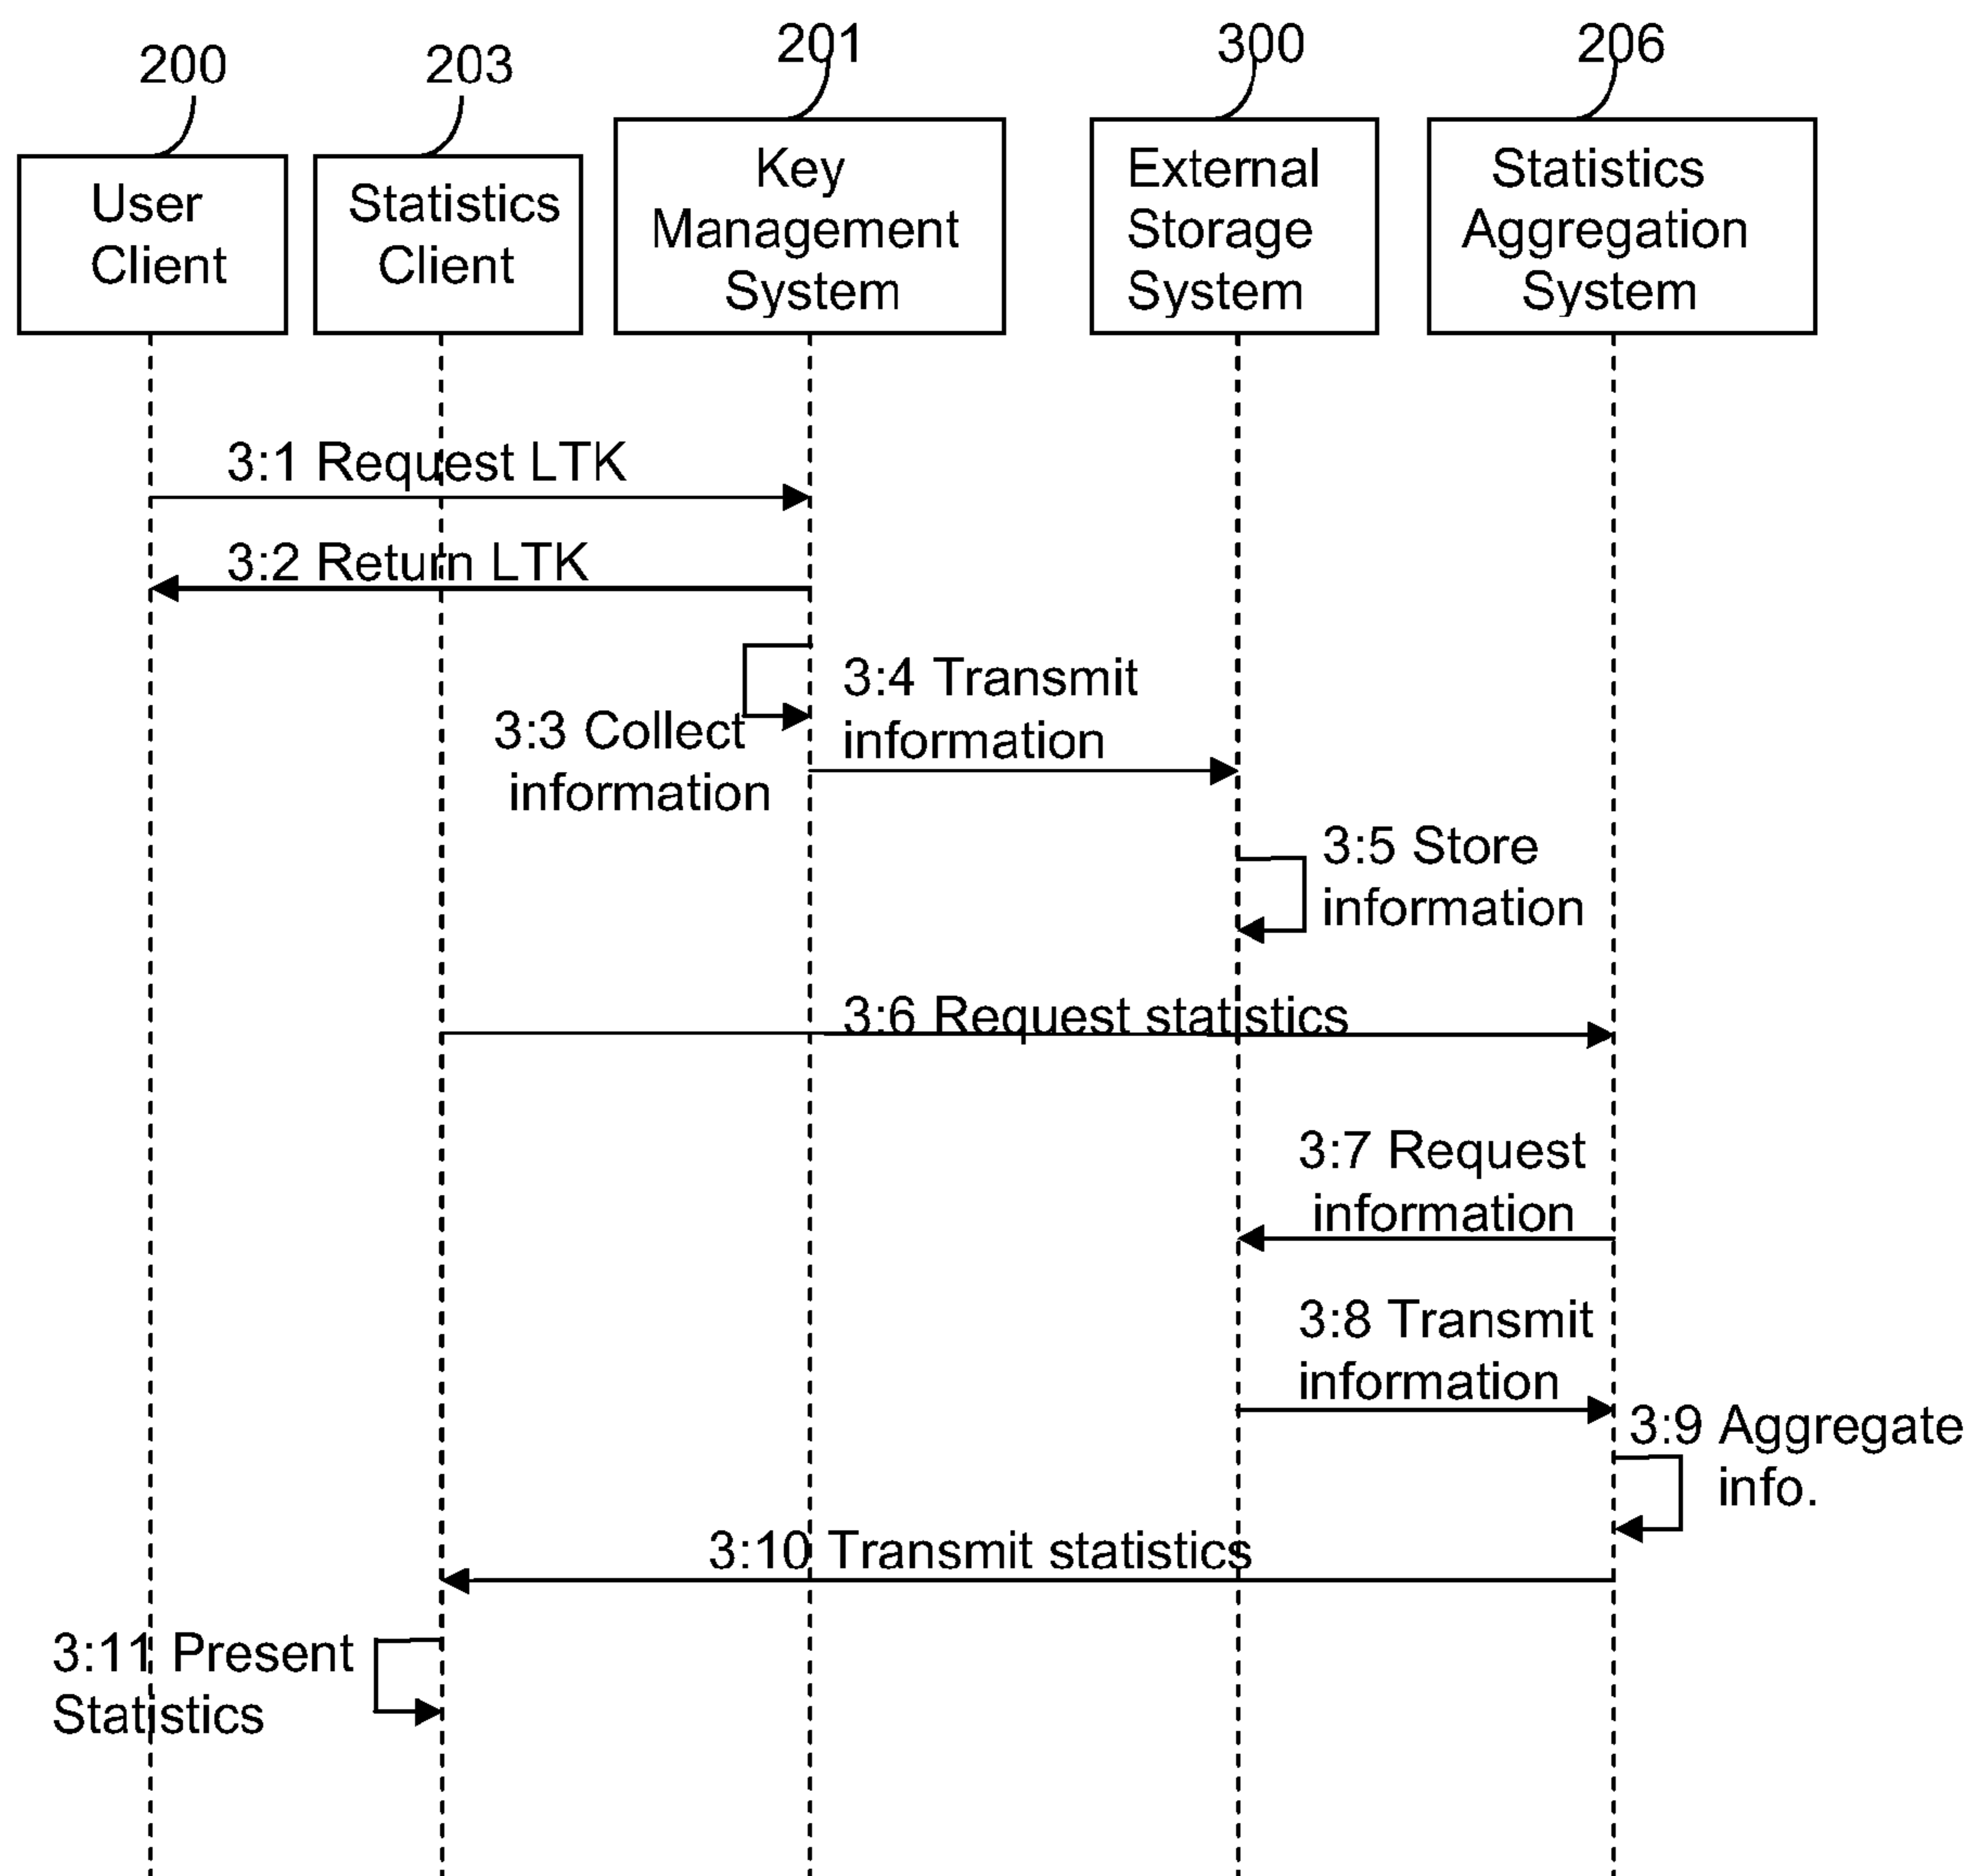 200
203
201
300
206
User
Client
Statistics
Client
Key
Management
System
External
Storage
System
Statistics
Aggregation
System
3:1 Request LTK
3:2 Return LTK
3:3 Collect
information
3:4 Transmit
information
3:5 Store
information
3:6 Request statistics
3:7 Request
information
3:8 Transmit
information
3:9 Aggregate
info.
3:10 Transmit statistics
3:11 Present
Statistics